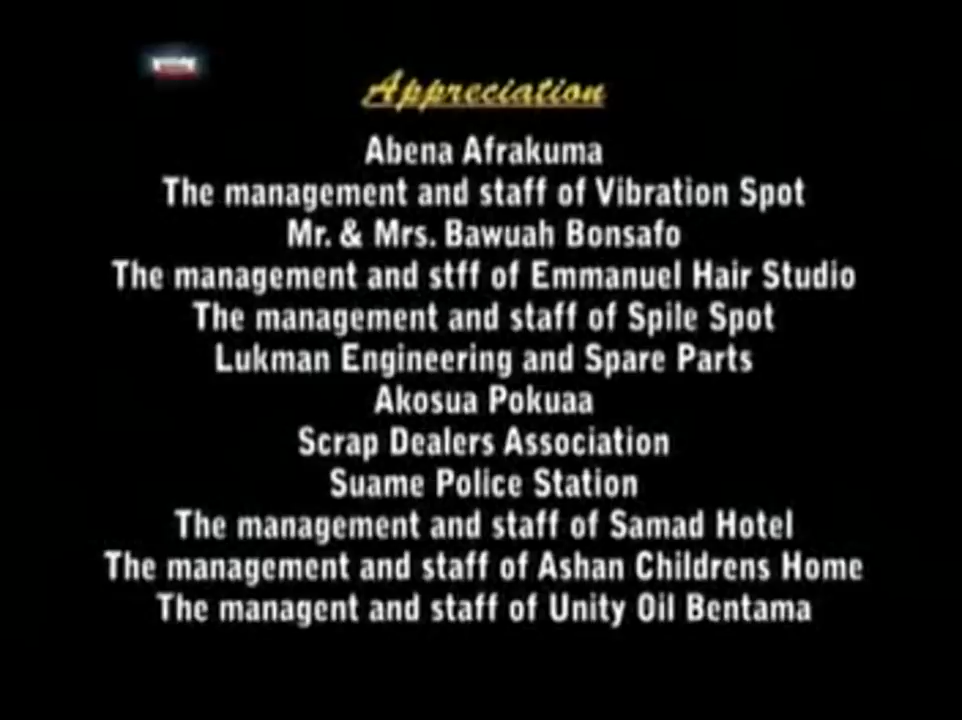 Appreciation
Abena Afrakuma
The management and staff of Vibration Spot
Mr. & Mrs. Bawuah Bonsafo
The management and stff of Emmanuel Hair Studio
The management and staff of Spile Spot
Lukman Engineering and Spare Parts
Akosua Pokuaa
Scrap Dealers Association
Suame Police Station
The management and staff of Samad Hotel
The management and staff of Ashan Childrens Home
The managent and staff of Unity Oil Bentama